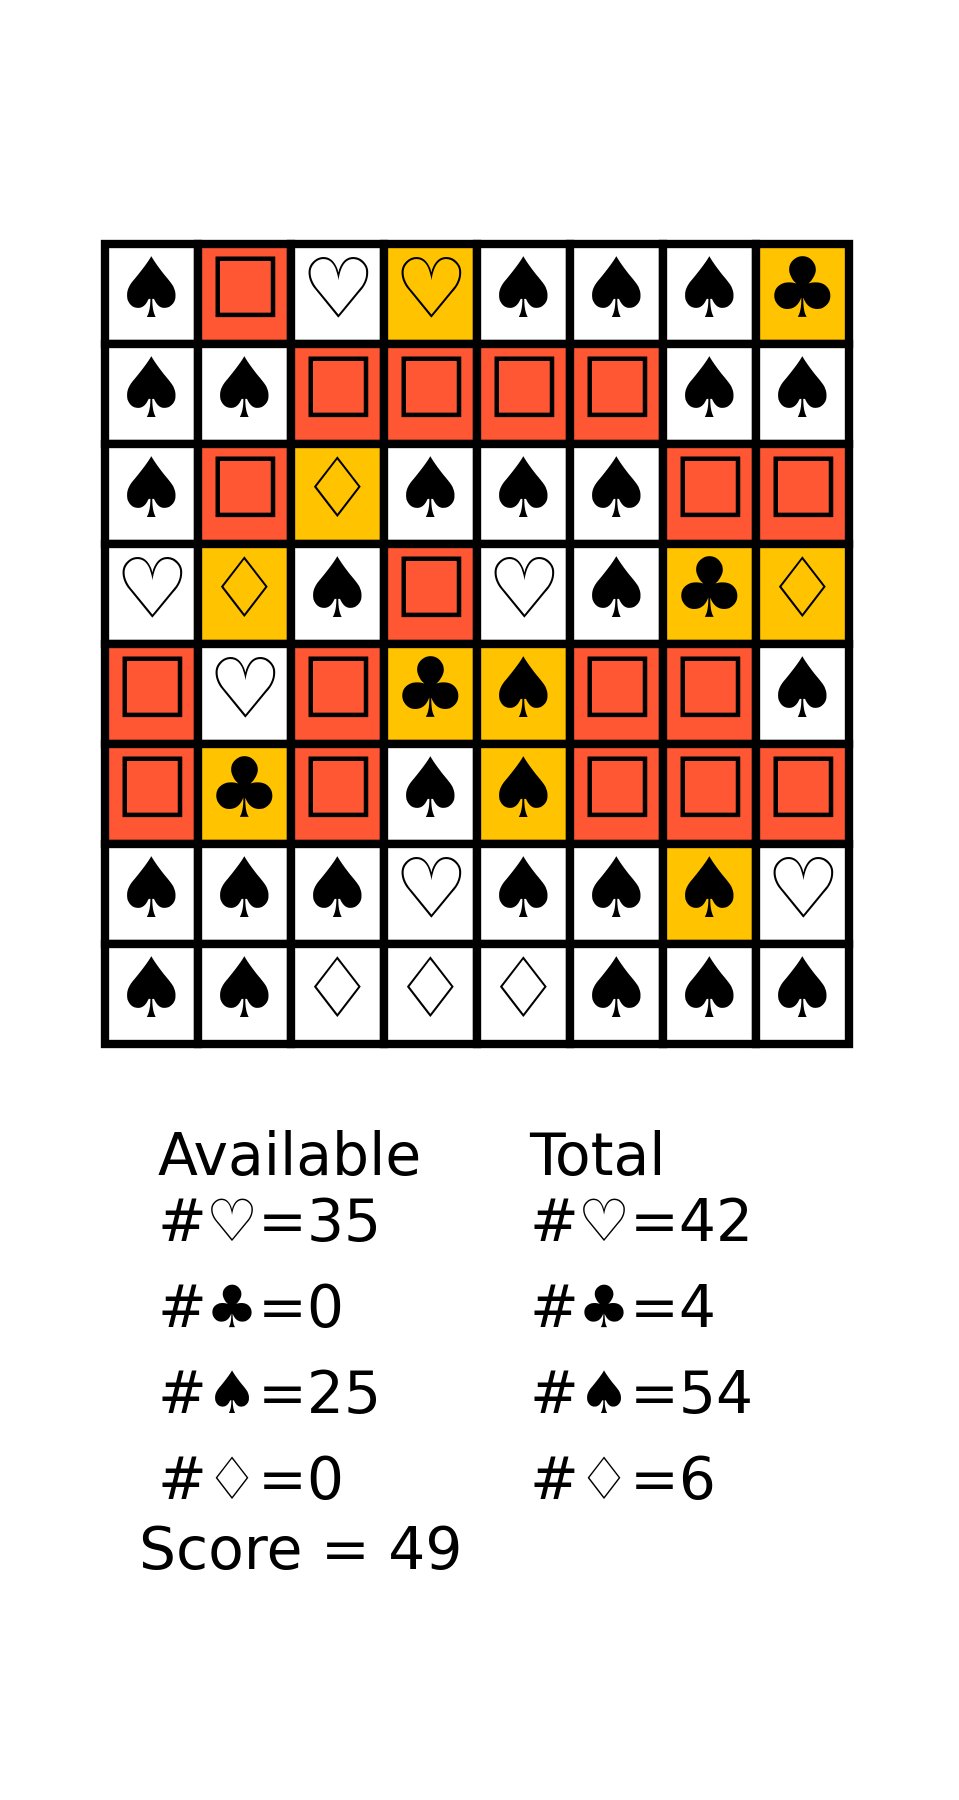 ♠ □ ♡ ♡ ♠ ♠ ♠ ♣
♠ ♠ □ □ □ □ ♠ ♠
♠ □ ♢ ♠ ♠ ♠ □ □
♡ ♢ ♠ □ ♡ ♠ ♣ ♢
□ ♡ □ ♣ ♠ □ □ ♠
□ ♣ □ ♠ ♠ □ □ □
♠ ♠ ♠ ♡ ♠ ♠ ♠ ♡
♠ ♠ ♢ ♢ ♢ ♠ ♠ ♠
Available Total
#♡=35 #♡=42
#♣=0 #♣=4
#♠=25 #♠=54
#♢=0 #♢=6
Score = 49